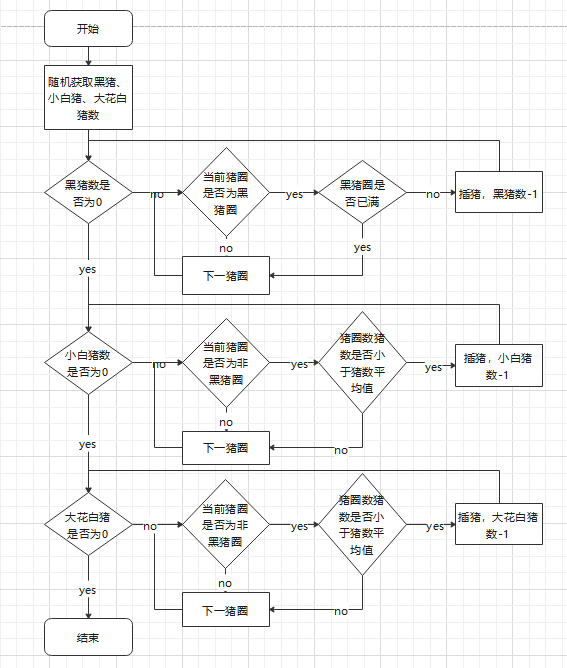 开始
随机获取黑猪、
小白猪、大花白
猪数
黑猪数是
否为0
no
当前猪圈
是否为黑
猪圈
yes
黑猪圈是
否已满
no
插猪，黑猪数-1
no
yes
下一猪圈
yes
小白猪数
是否为0
no
当前猪圈
是否为非
黑猪圈
yes
猪圈数猪
数是否小
于猪数平
均值
yes
插猪，小白猪
数-1
no
下一猪圈
no
yes
大花白猪
是否为0
no
当前猪圈
是否为非
黑猪圈
yes
猪圈数猪
数是否小
于猪数平
均值
yes
插猪，大花白猪
数-1
no
下一猪圈
no
yes
结束